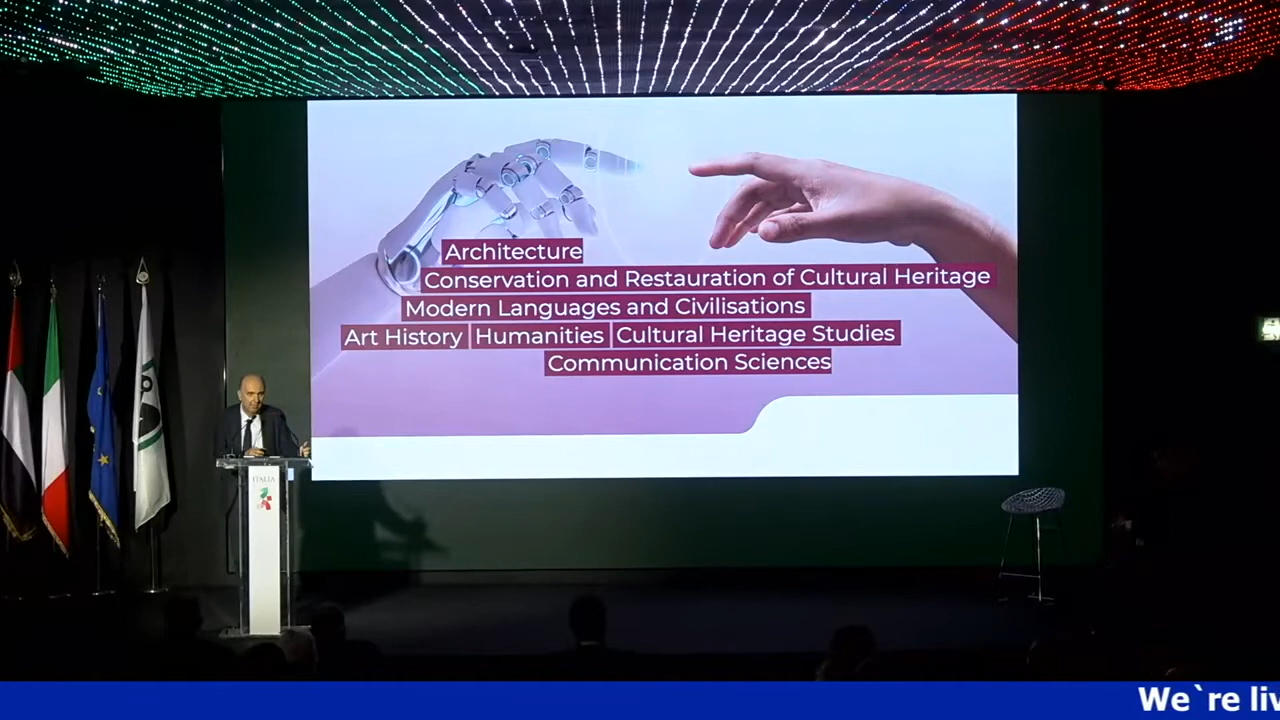 Architecture
Conservation and Restauration of Cultural Heritage
Modern Languages and Civilisations
Art History Humanities Cultural Heritage Studies
Communication Sciences
ITALIA
We`re liv